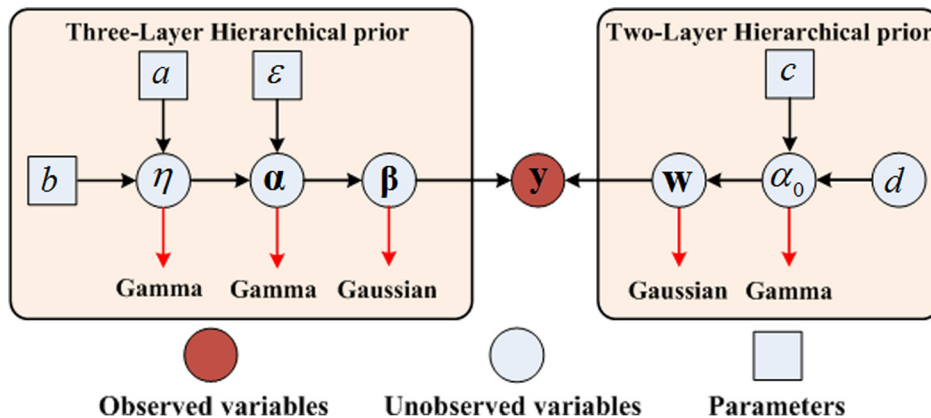 Three-Layer Hierarchical prior
Two-Layer Hierarchical prior
a ε
c
b η α β y w α₀ d
Gamma Gamma Gaussian
Gaussian Gamma
Observed variables Unobserved variables Parameters